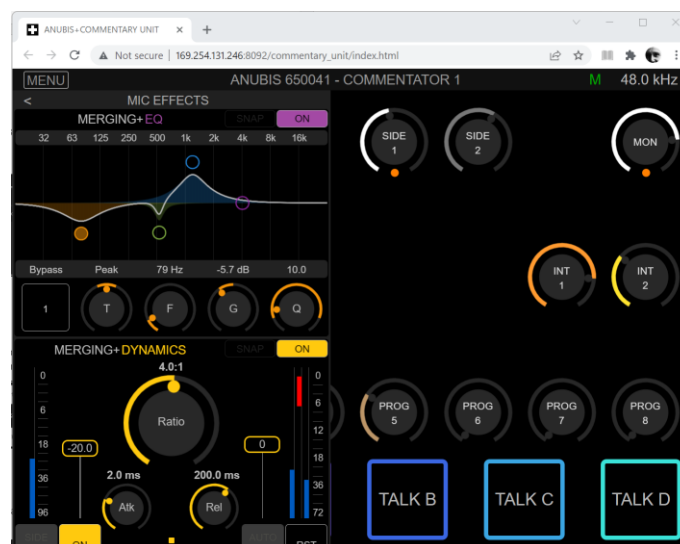 ANUBIS+COMMENTARY UNIT
Not secure | 169.254.131.246:8092/commentary_unit/index.html
MENU ANUBIS 650041 - COMMENTATOR 1 M 48.0 kHz
< MIC EFFECTS
MERGING+EQ SNAP ON
32 63 125 250 500 1k 2k 4k 8k 16k
Bypass Peak 79 Hz -5.7 dB 10.0
1 T F G Q
MERGING+DYNAMICS SNAP ON
4.0:1
0 0
6 6
Ratio
12
18 -20.0 0 18
36 2.0 ms 200.0 ms 36
Atk Rel
96 72
SIDE ON AUTO RST
SIDE 1
SIDE 2
MON
INT 1
INT 2
PROG 5
PROG 6
PROG 7
PROG 8
TALK B TALK C TALK D